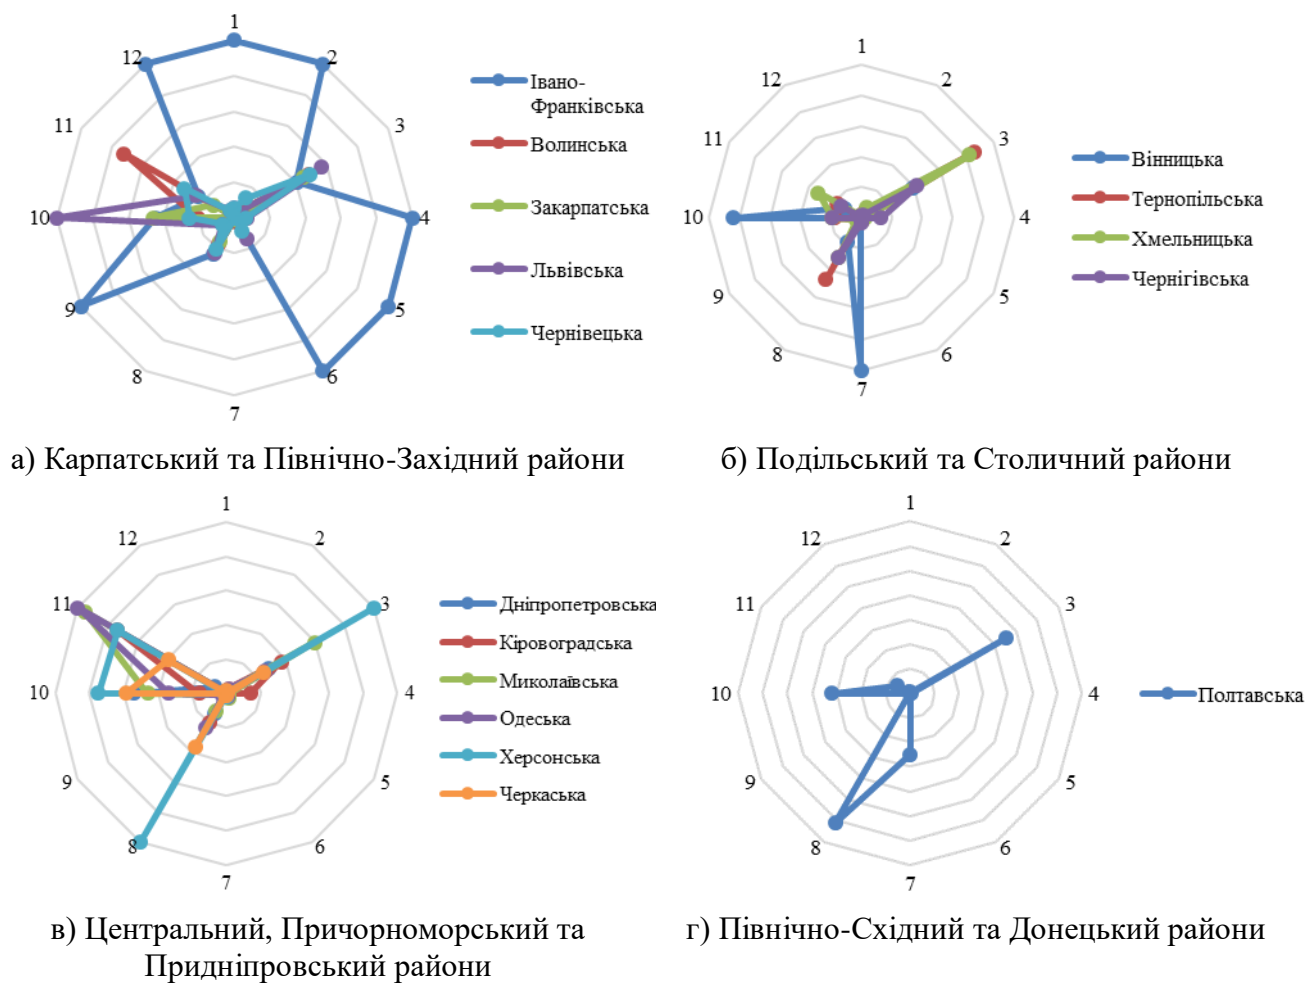 1
2
3
4
5
6
7
8
9
10
11
12
Івано-
Франківська
Волинська
Закарпатська
Львівська
Чернівецька
а) Карпатський та Північно-Західний райони
1
2
3
4
5
6
7
8
9
10
11
12
Вінницька
Тернопільська
Хмельницька
Чернігівська
б) Подільський та Столичний райони
1
2
3
4
5
6
7
8
9
10
11
12
Дніпропетровська
Кіровоградська
Миколаївська
Одеська
Херсонська
Черкаська
в) Центральний, Причорноморський та
Придніпровський райони
1
2
3
4
5
6
7
8
9
10
11
12
Полтавська
г) Північно-Східний та Донецький райони